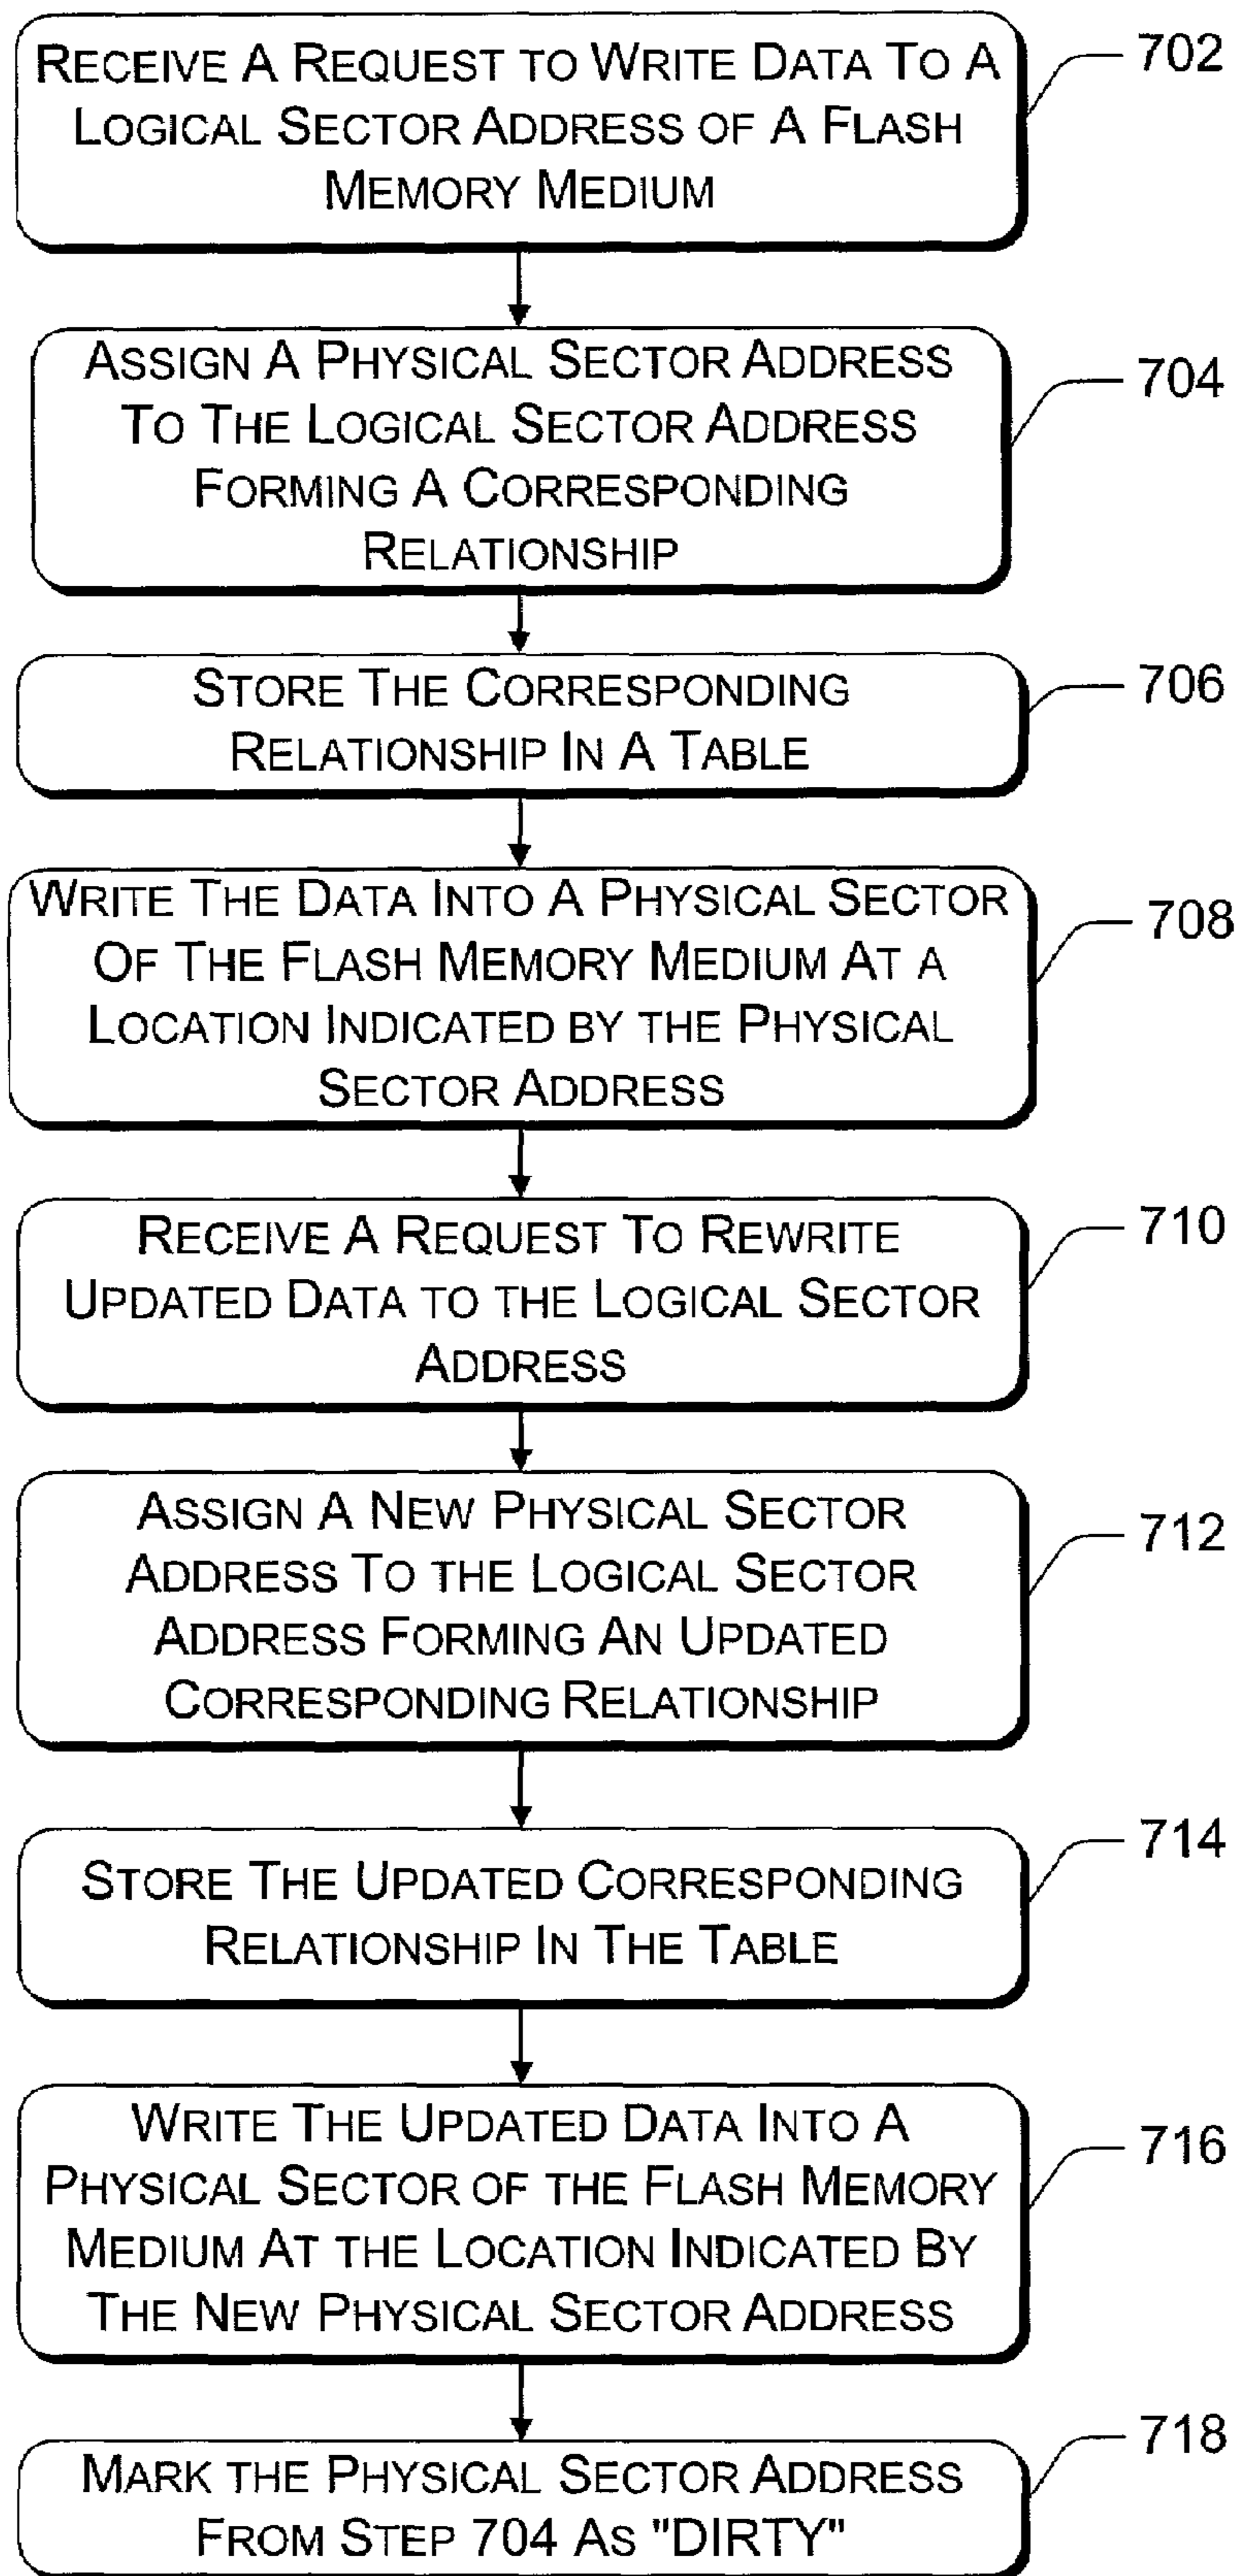 RECEIVE A REQUEST TO WRITE DATA TO A
LOGICAL SECTOR ADDRESS OF A FLASH
MEMORY MEDIUM
702
ASSIGN A PHYSICAL SECTOR ADDRESS
TO THE LOGICAL SECTOR ADDRESS
FORMING A CORRESPONDING
RELATIONSHIP
704
STORE THE CORRESPONDING
RELATIONSHIP IN A TABLE
706
WRITE THE DATA INTO A PHYSICAL SECTOR
OF THE FLASH MEMORY MEDIUM AT A
LOCATION INDICATED BY THE PHYSICAL
SECTOR ADDRESS
708
RECEIVE A REQUEST TO REWRITE
UPDATED DATA TO THE LOGICAL SECTOR
ADDRESS
710
ASSIGN A NEW PHYSICAL SECTOR
ADDRESS TO THE LOGICAL SECTOR
ADDRESS FORMING AN UPDATED
CORRESPONDING RELATIONSHIP
712
STORE THE UPDATED CORRESPONDING
RELATIONSHIP IN THE TABLE
714
WRITE THE UPDATED DATA INTO A
PHYSICAL SECTOR OF THE FLASH MEMORY
MEDIUM AT THE LOCATION INDICATED BY
THE NEW PHYSICAL SECTOR ADDRESS
716
MARK THE PHYSICAL SECTOR ADDRESS
FROM STEP 704 AS "DIRTY"
718